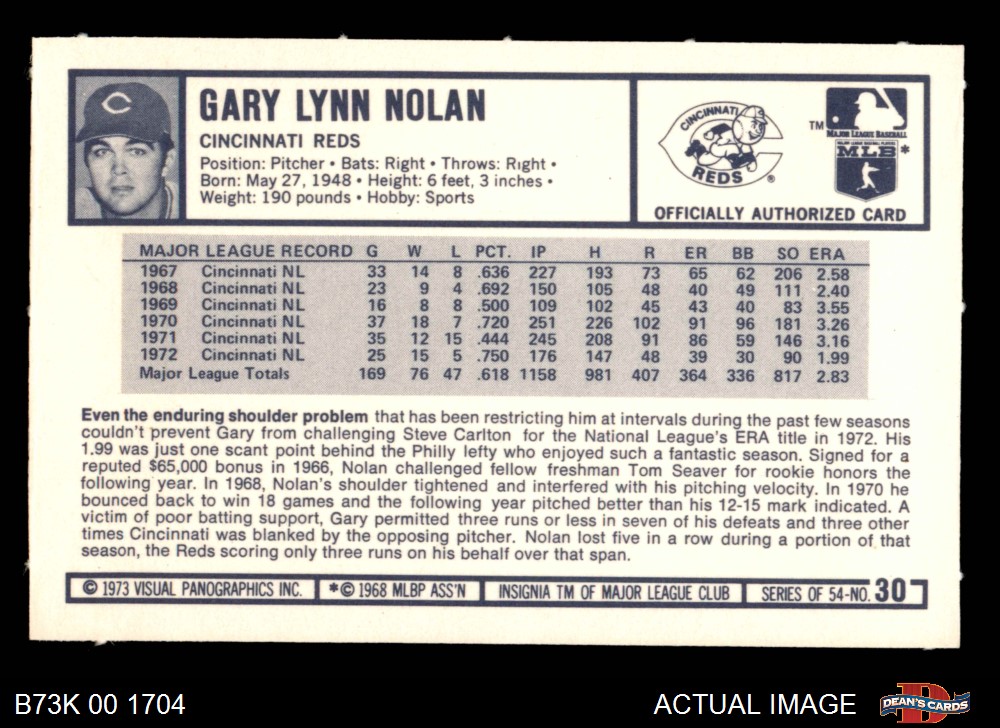 GARY LYNN NOLAN
CINCINNATI REDS
Position: Pitcher • Bats: Right • Throws: Right •
Born: May 27, 1948 • Height: 6 feet, 3 inches •
Weight: 190 pounds • Hobby: Sports
C
CINCINNATI
REDS
®
TM
MAJOR LEAGUE BASEBALL
MAJOR LEAGUE BASEBALL PLAYERS
MLB *
OFFICIALLY AUTHORIZED CARD
MAJOR LEAGUE RECORD G W L PCT. IP H R ER BB SO ERA
1967 Cincinnati NL 33 14 8 .636 227 193 73 65 62 206 2.58
1968 Cincinnati NL 23 9 4 .692 150 105 48 40 49 111 2.40
1969 Cincinnati NL 16 8 8 .500 109 102 45 43 40 83 3.55
1970 Cincinnati NL 37 18 7 .720 251 226 102 91 96 181 3.26
1971 Cincinnati NL 35 12 15 .444 245 208 91 86 59 146 3.16
1972 Cincinnati NL 25 15 5 .750 176 147 48 39 30 90 1.99
Major League Totals 169 76 47 .618 1158 981 407 364 336 817 2.83
Even the enduring shoulder problem that has been restricting him at intervals during the past few seasons
couldn't prevent Gary from challenging Steve Carlton for the National League's ERA title in 1972. His
1.99 was just one scant point behind the Philly lefty who enjoyed such a fantastic season. Signed for a
reputed $65,000 bonus in 1966, Nolan challenged fellow freshman Tom Seaver for rookie honors the
following year. In 1968, Nolan's shoulder tightened and interfered with his pitching velocity. In 1970 he
bounced back to win 18 games and the following year pitched better than his 12-15 mark indicated. A
victim of poor batting support, Gary permitted three runs or less in seven of his defeats and three other
times Cincinnati was blanked by the opposing pitcher. Nolan lost five in a row during a portion of that
season, the Reds scoring only three runs on his behalf over that span.
© 1973 VISUAL PANOGRAPHICS INC. *© 1968 MLBP ASS'N INSIGNIA TM OF MAJOR LEAGUE CLUB SERIES OF 54-NO. 30
B73K 00 1704 ACTUAL IMAGE
D
DEAN'S CARDS